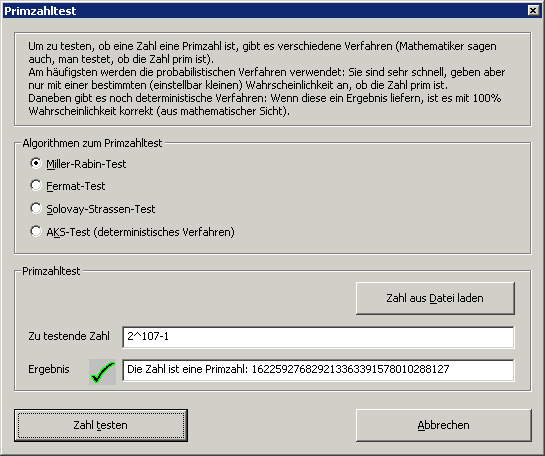 Primzahltest
Um zu testen, ob eine Zahl eine Primzahl ist, gibt es verschiedene Verfahren (Mathematiker sagen
auch, man testet, ob die Zahl prim ist).
Am häufigsten werden die probabilistischen Verfahren verwendet: Sie sind sehr schnell, geben aber
nur mit einer bestimmten (einstellbar kleinen) Wahrscheinlichkeit an, ob die Zahl prim ist.
Daneben gibt es noch deterministische Verfahren: Wenn diese ein Ergebnis liefern, ist es mit 100%
Wahrscheinlichkeit korrekt (aus mathematischer Sicht).
Algorithmen zum Primzahltest
Miller-Rabin-Test
Fermat-Test
Solovay-Strassen-Test
AKS-Test (deterministisches Verfahren)
Primzahltest
Zahl aus Datei laden
Zu testende Zahl 2^107-1
Ergebnis Die Zahl ist eine Primzahl: 162259276829213363391578010288127
Zahl testen Abbrechen